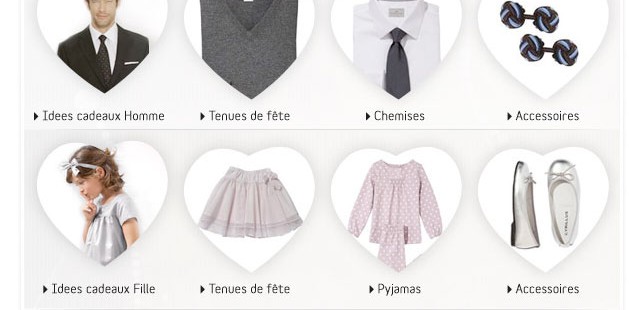 Idees cadeaux Homme
Tenues de fête
Chemises
Accessoires
Idees cadeaux Fille
Tenues de fête
Pyjamas
Accessoires